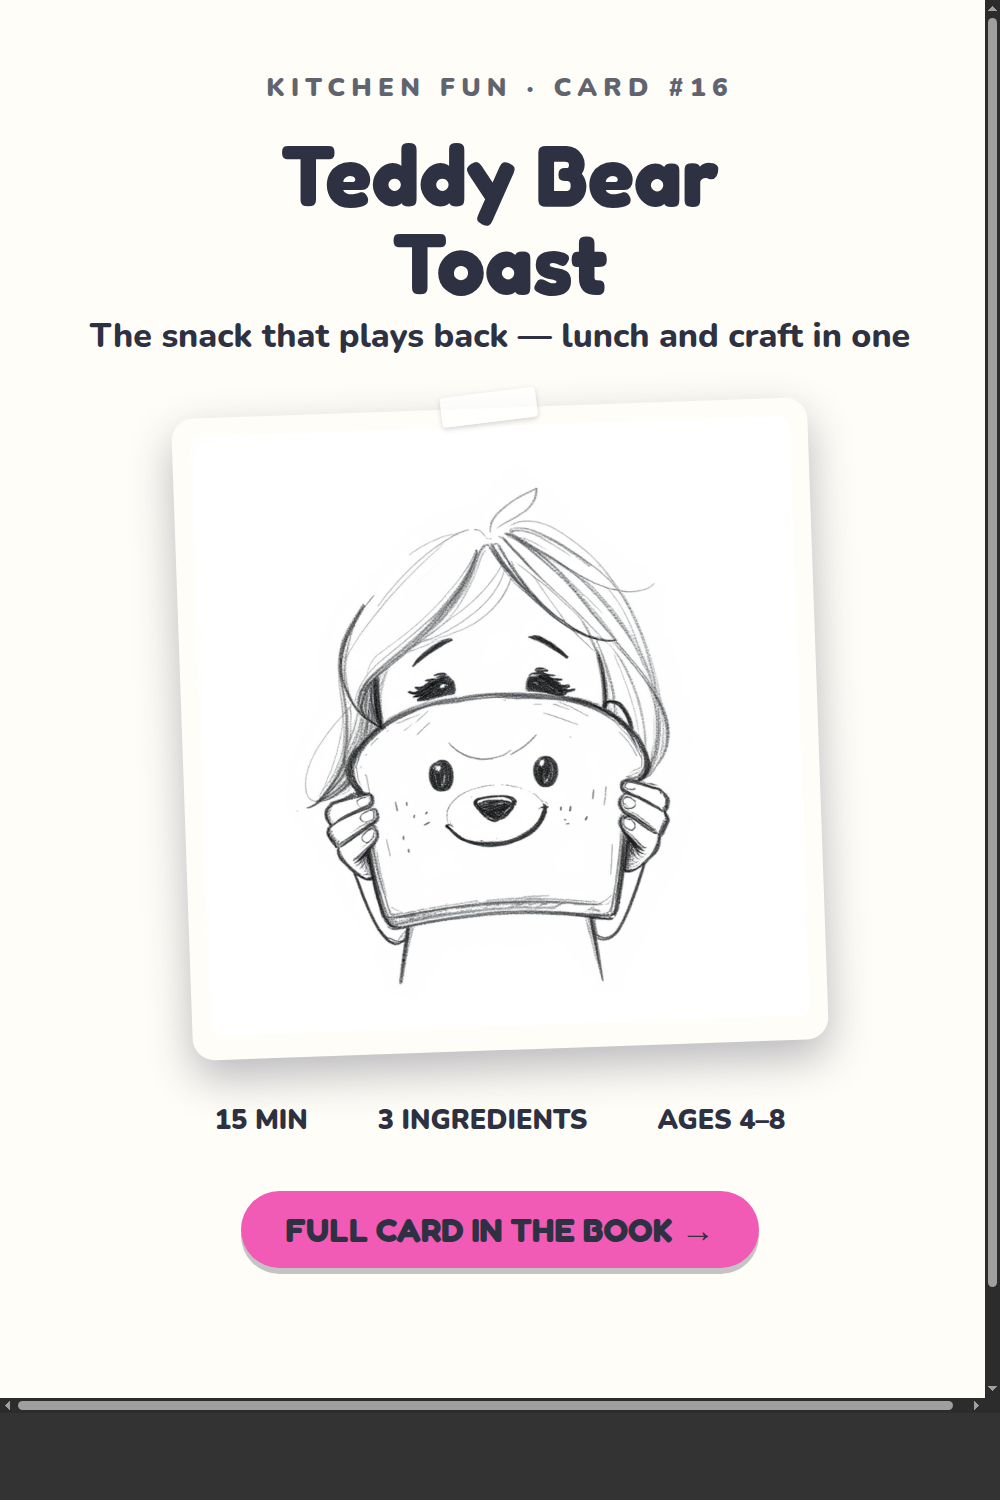 KITCHEN FUN · CARD #16
Teddy Bear
Toast
The snack that plays back — lunch and craft in one
15 MIN 3 INGREDIENTS AGES 4–8
FULL CARD IN THE BOOK →